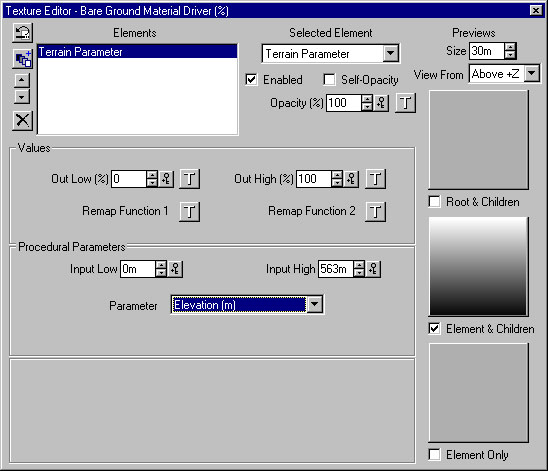 Texture Editor - Bare Ground Material Driver (%)
Elements
Selected Element
Previews
Terrain Parameter
Terrain Parameter
Size 30m
View From Above +Z
Enabled
Self-Opacity
Opacity (%) 100 T
Values
Out Low (%) 0 T
Out High (%) 100 T
Root & Children
Remap Function 1 T
Remap Function 2 T
Procedural Parameters
Input Low 0m
Input High 563m
Parameter Elevation (m)
Element & Children
Element Only